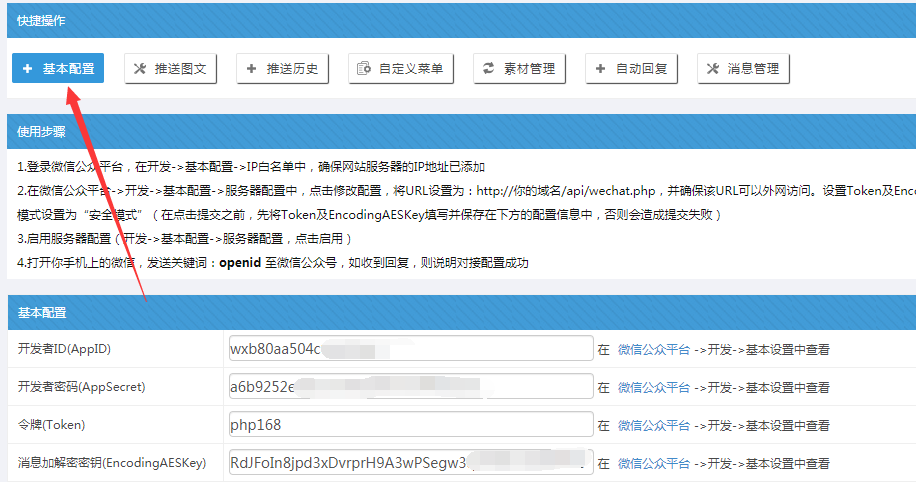 快捷操作
基本配置 推送图文 推送历史 自定义菜单 素材管理 自动回复 消息管理
使用步骤
1.登录微信公众平台，在开发->基本配置->IP白名单中，确保网站服务器的IP地址已添加
2.在微信公众平台->开发->基本配置->服务器配置中，点击修改配置，将URL设置为：http://你的域名/api/wechat.php，并确保该URL可以外网访问。设置Token及Enco
模式设置为“安全模式”（在点击提交之前，先将Token及EncodingAESKey填写并保存在下方的配置信息中，否则会造成提交失败）
3.启用服务器配置（开发->基本配置->服务器配置，点击启用）
4.打开你手机上的微信，发送关键词：openid 至微信公众号，如收到回复，则说明对接配置成功
基本配置
开发者ID(AppID) wxb80aa504c 在 微信公众平台 ->开发->基本设置中查看
开发者密码(AppSecret) a6b9252e 在 微信公众平台 ->开发->基本设置中查看
令牌(Token) php168 在 微信公众平台 ->开发->基本设置中查看
消息加解密密钥(EncodingAESKey) RdJFoIn8jpd3xDvrprH9A3wPSegw3 在 微信公众平台 ->开发->基本设置中查看